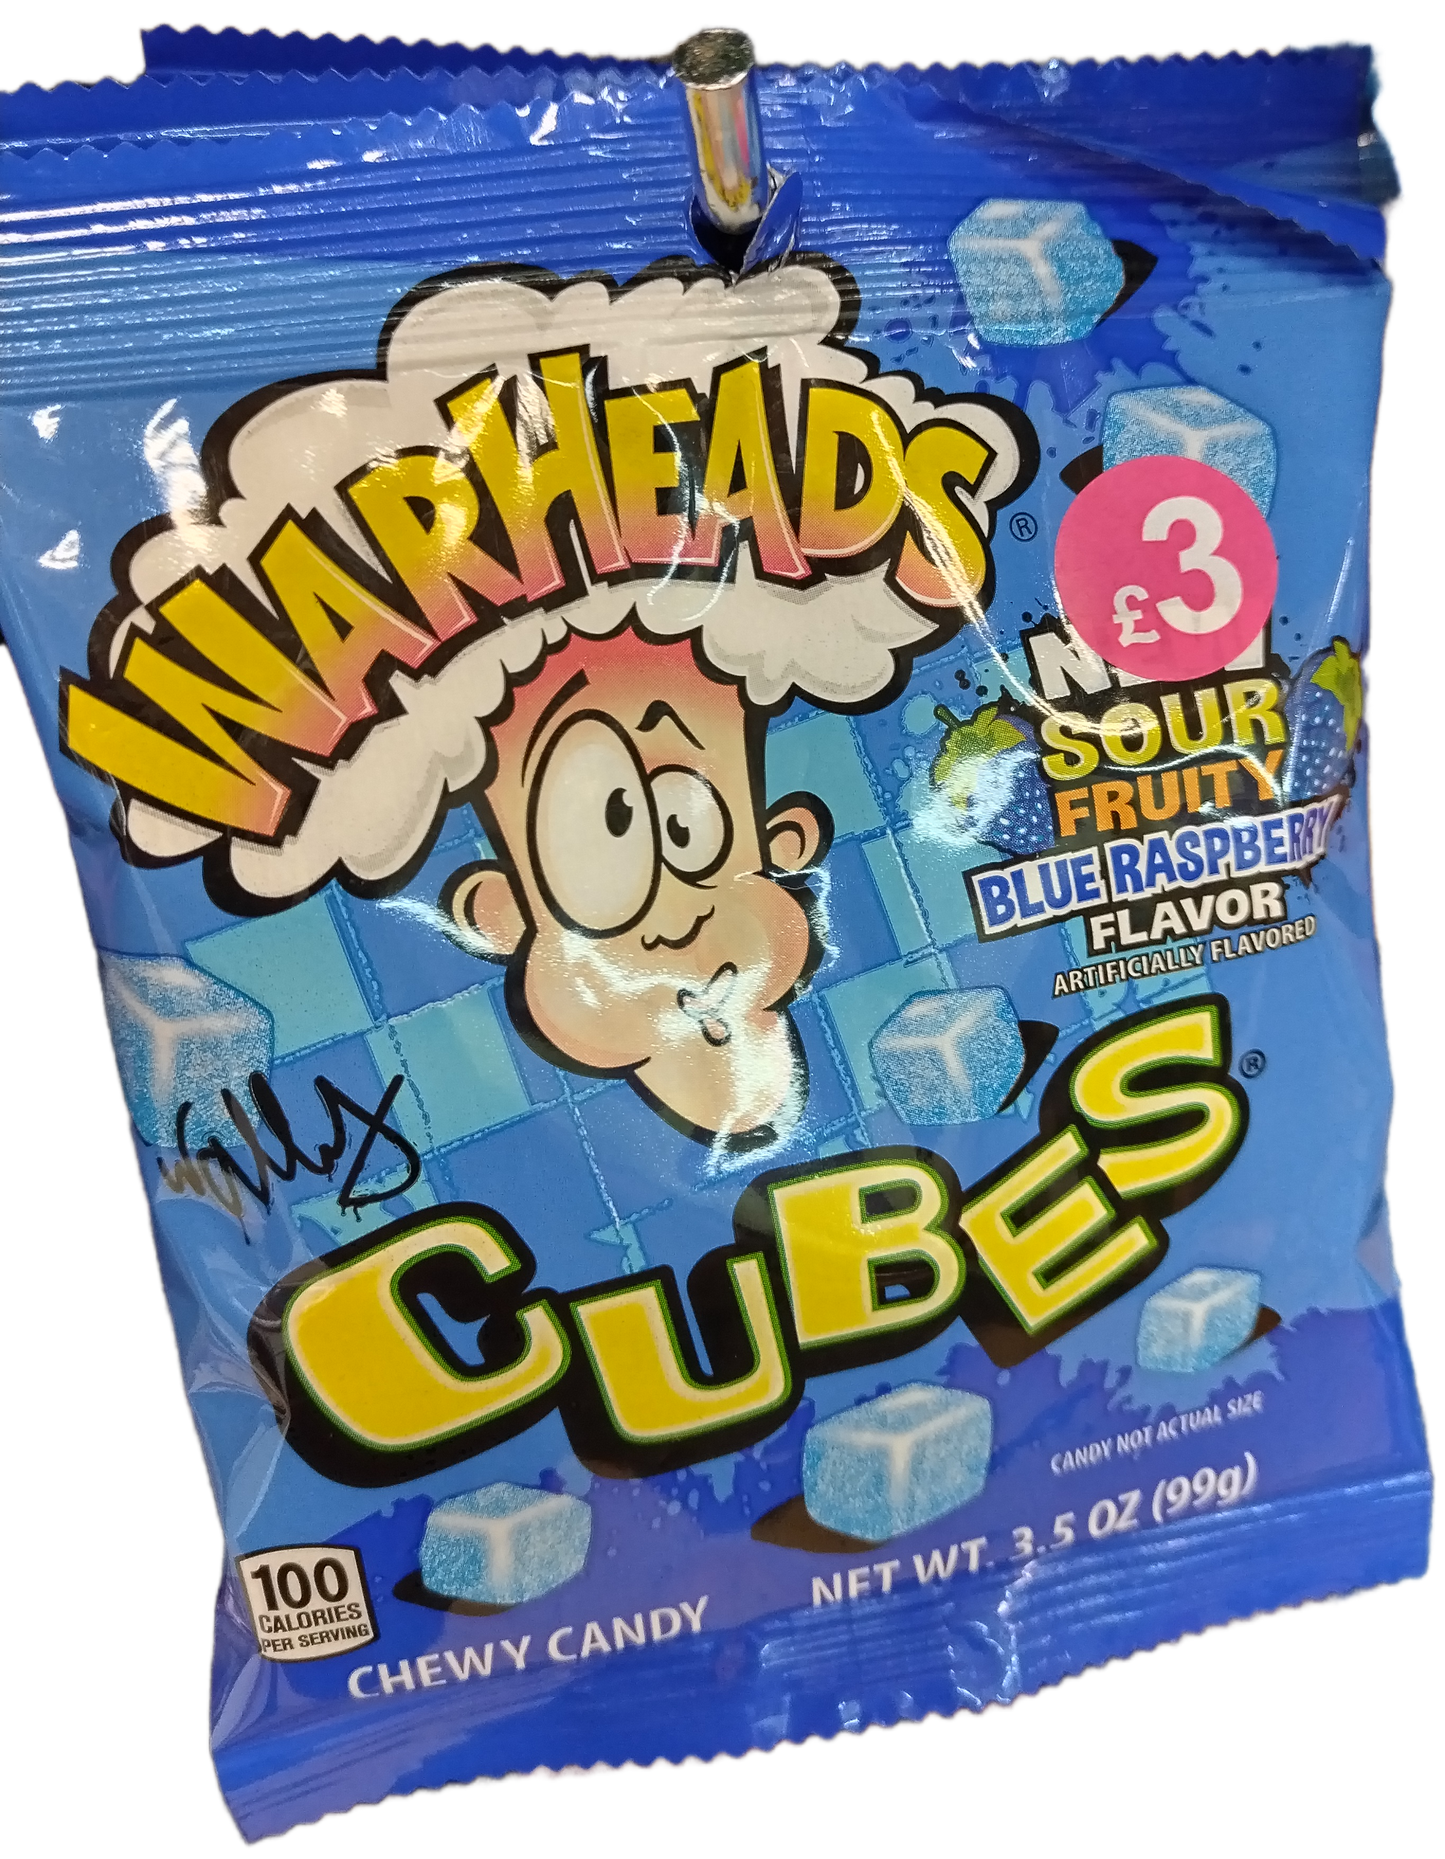 WARHEADS®
£3
SOUR
FRUITY
BLUE RASPBERRY
FLAVOR
ARTIFICIALLY FLAVORED
Wally
CUBES®
CANDY NOT ACTUAL SIZE
NET WT. 3.5 OZ (99g)
100
CALORIES
PER SERVING
CHEWY CANDY